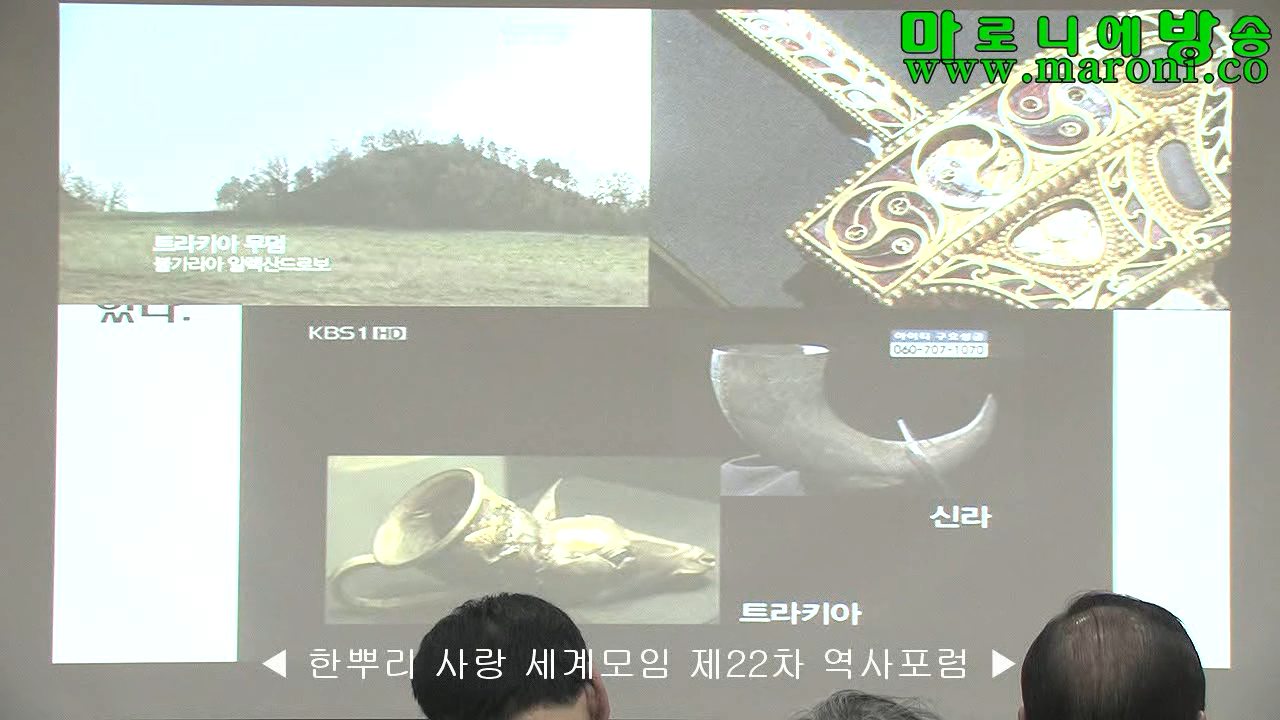 마로니에방송
www.maroni.co
트라키아 무덤
불가리아 알렉산드로보
있다.
KBS1 HD
060-707-1070
신라
트라키아
◀ 한뿌리 사랑 세계모임 제22차 역사포럼 ▶